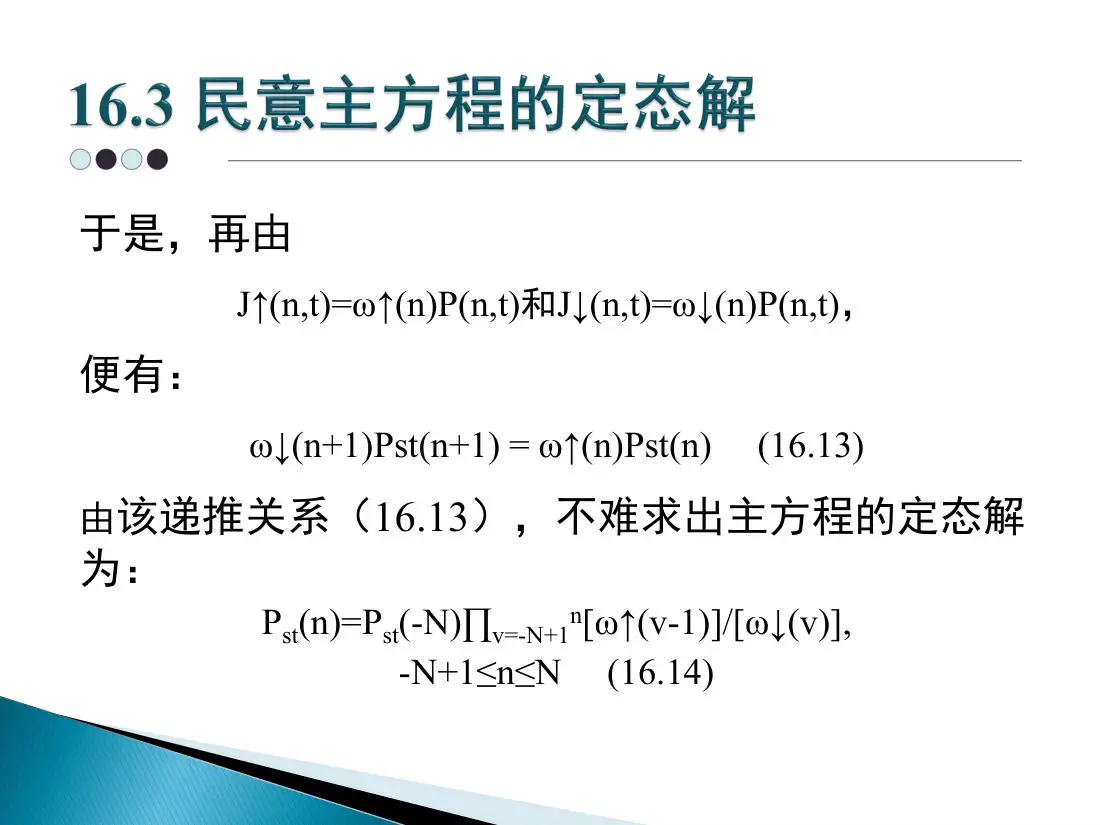 16.3 民意主方程的定态解
于是，再由
J↑(n,t)=ω↑(n)P(n,t)和J↓(n,t)=ω↓(n)P(n,t)，
便有：
ω↓(n+1)Pst(n+1) = ω↑(n)Pst(n) (16.13)
由该递推关系（16.13），不难求出主方程的定态解
为：
Pst(n)=Pst(-N)∏v=-N+1n[ω↑(v-1)]/[ω↓(v)],
-N+1≤n≤N (16.14)